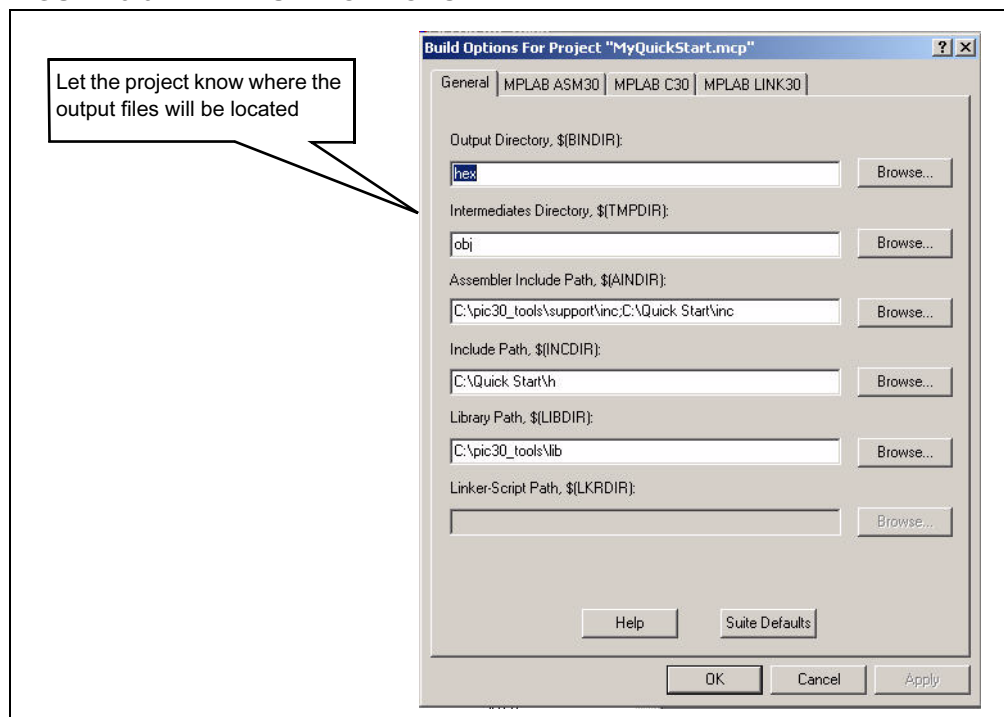 Let the project know where the
output files will be located
Build Options For Project "MyQuickStart.mcp"
General MPLAB ASM30 MPLAB C30 MPLAB LINK30
Output Directory, $(BINDIR):
hex Browse...
Intermediates Directory, $(TMPDIR):
obj Browse...
Assembler Include Path, $(AINDIR):
C:\pic30_tools\support\inc;C:\Quick Start\inc Browse...
Include Path, $(INCDIR):
C:\Quick Start\h Browse...
Library Path, $(LIBDIR):
C:\pic30_tools\lib Browse...
Linker-Script Path, $(LKRDIR):
Browse...
Help Suite Defaults
OK Cancel Apply